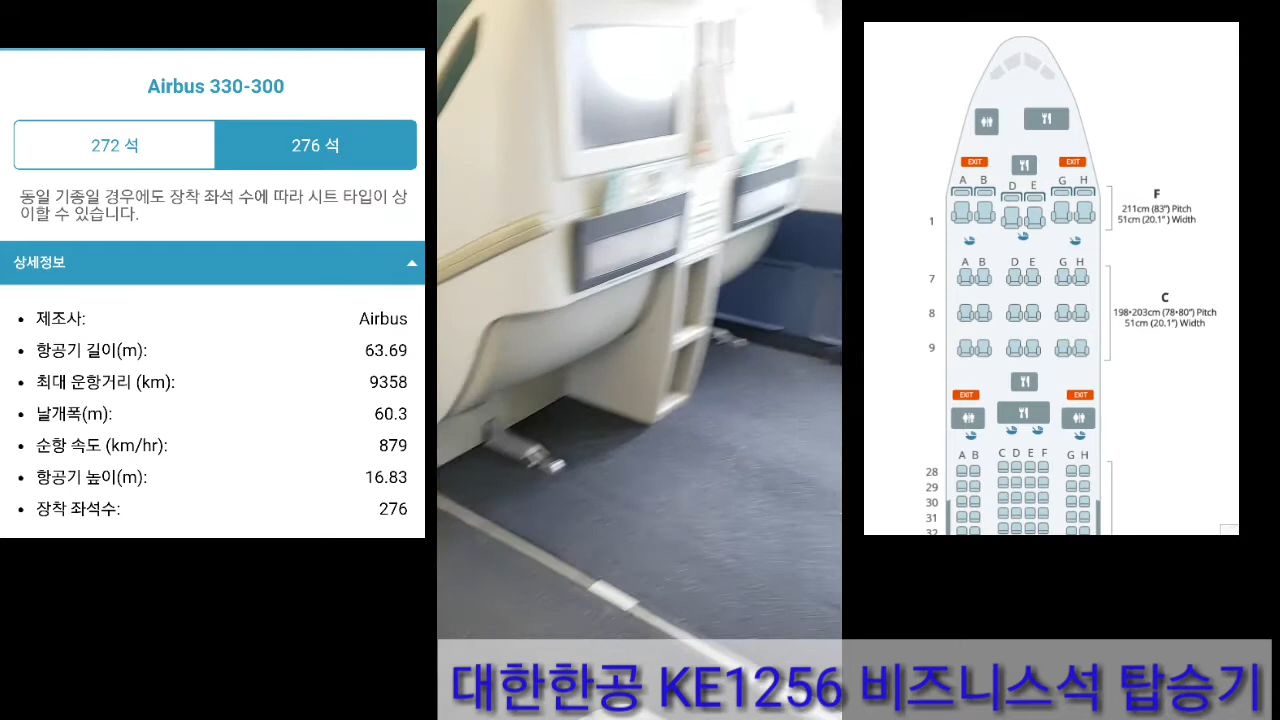 Airbus 330-300
272 석
276 석
동일 기종일 경우에도 장착 좌석 수에 따라 시트 타입이 상
이할 수 있습니다.
상세정보
• 제조사: Airbus
• 항공기 길이(m): 63.69
• 최대 운항거리 (km): 9358
• 날개폭(m): 60.3
• 순항 속도 (km/hr): 879
• 항공기 높이(m): 16.83
• 장착 좌석수: 276
EXIT
EXIT
A B D E G H
1
F
211cm (83") Pitch
51cm (20.1" ) Width
A B D E G H
7
8
9
C
198•203cm (78•80") Pitch
51cm (20.1") Width
EXIT
EXIT
A B C D E F G H
28
29
30
31
32
대한한공 KE1256 비즈니스석 탑승기